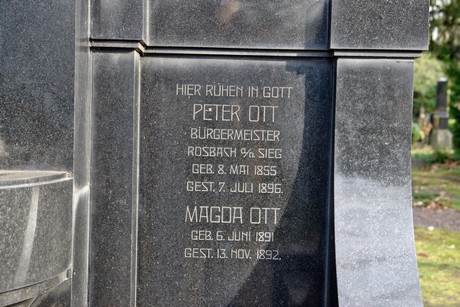 HIER RUHEN IN GOTT
PETER OTT
BÜRGERMEISTER
ROSBACH a/d. SIEG
GEB. 8. MAI 1855
GEST. 7. JULI 1896.
MAGDA OTT
GEB. 6. JUNI 1891
GEST. 13. NOV. 1892.